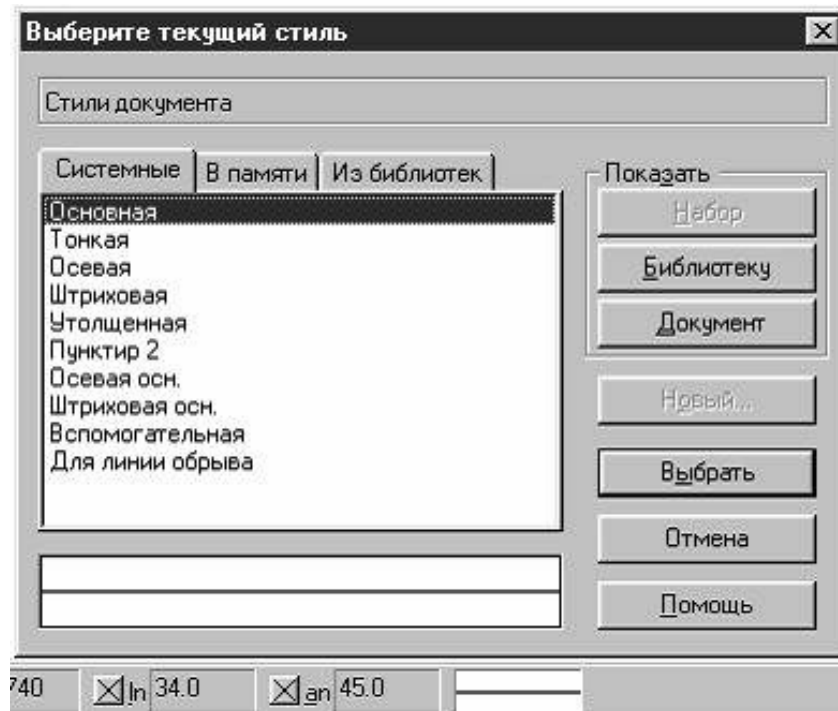 Выберите текущий стиль
Стили документа
Системные В памяти Из библиотек
Основная
Тонкая
Осевая
Штриховая
Утолщенная
Пунктир 2
Осевая осн.
Штриховая осн.
Вспомогательная
Для линии обрыва
Показать
Набор
Библиотеку
Документ
Новый...
Выбрать
Отмена
Помощь
740 ln 34.0 an 45.0